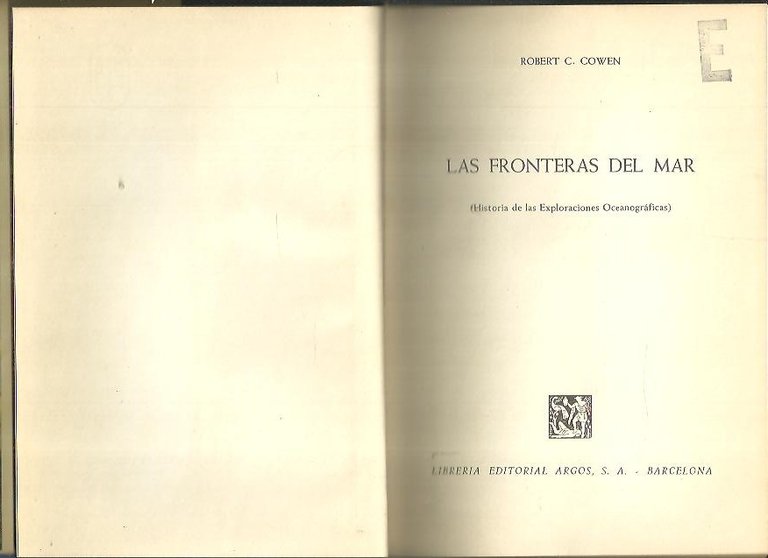 E
ROBERT C. COWEN
LAS FRONTERAS DEL MAR
(Historia de las Exploraciones Oceanográficas)
LIBRERIA EDITORIAL ARGOS, S. A. - BARCELONA